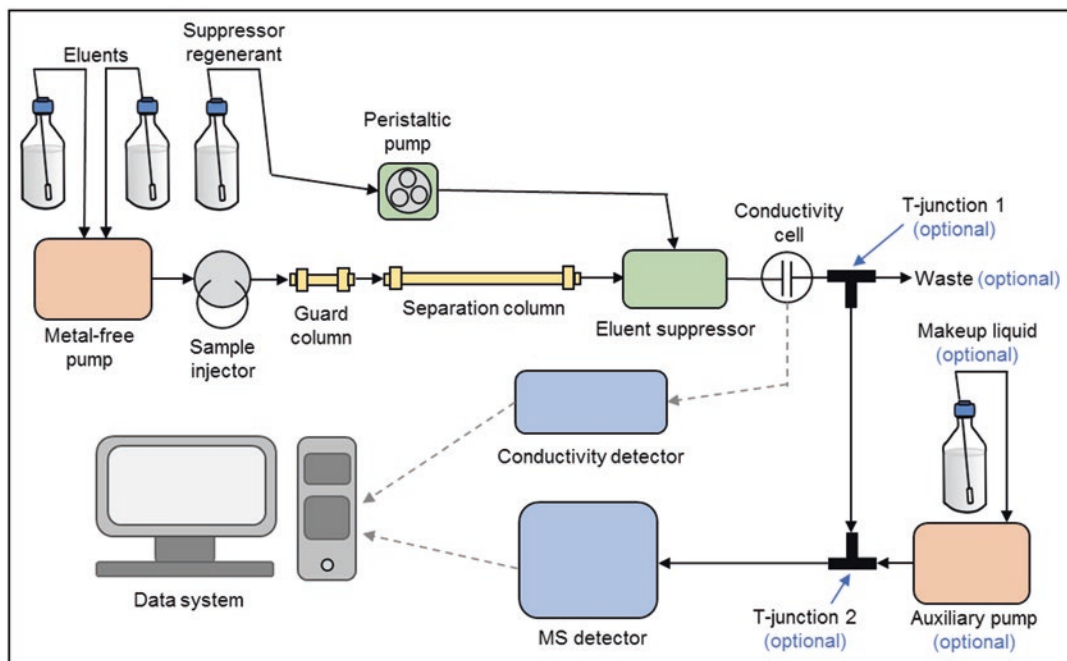 Eluents
Suppressor
regenerant
Peristaltic
pump
Conductivity
cell
T-junction 1
(optional)
Waste (optional)
Metal-free
pump
Sample
injector
Guard
column
Separation column
Eluent suppressor
Makeup liquid
(optional)
Conductivity detector
Data system
MS detector
T-junction 2
(optional)
Auxiliary pump
(optional)